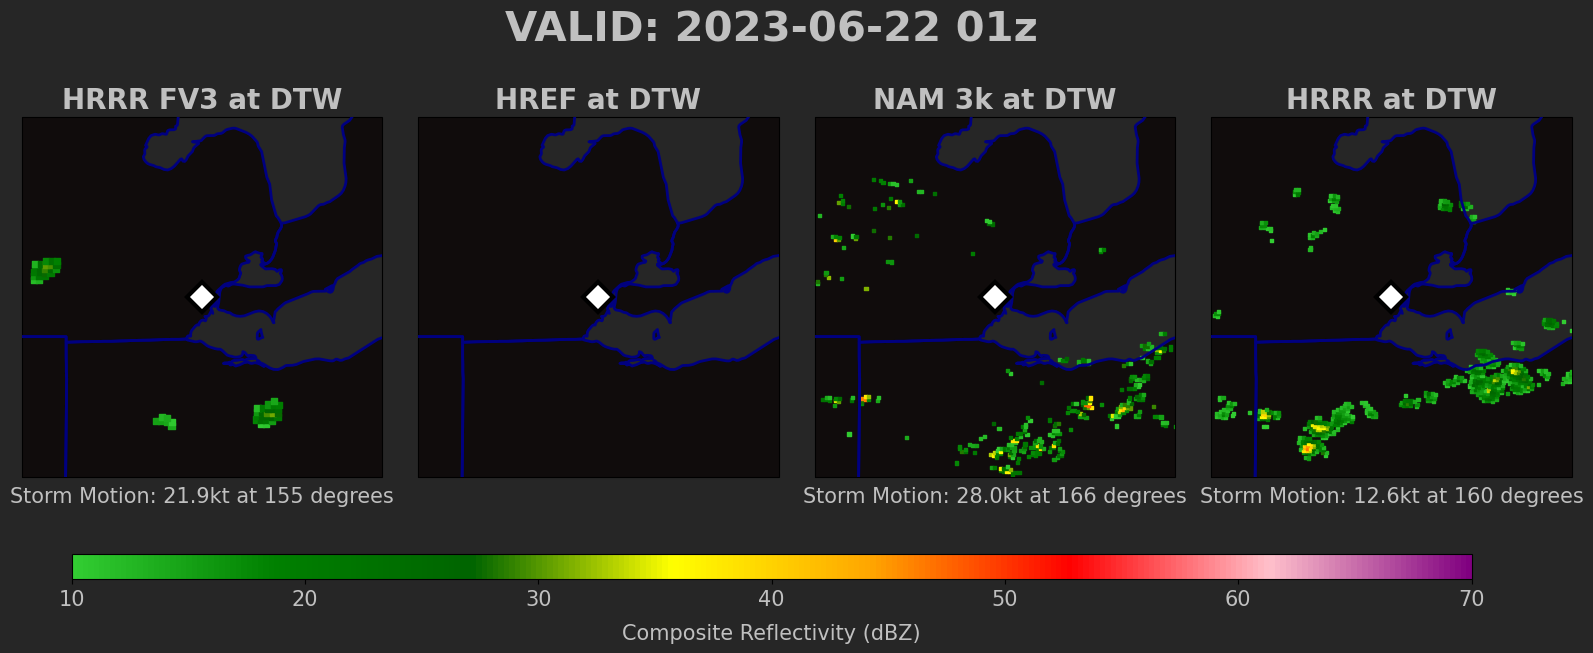 VALID: 2023-06-22 01z
HRRR FV3 at DTW
HREF at DTW
NAM 3k at DTW
HRRR at DTW
Storm Motion: 21.9kt at 155 degrees
Storm Motion: 28.0kt at 166 degrees
Storm Motion: 12.6kt at 160 degrees
10 20 30 40 50 60 70
Composite Reflectivity (dBZ)